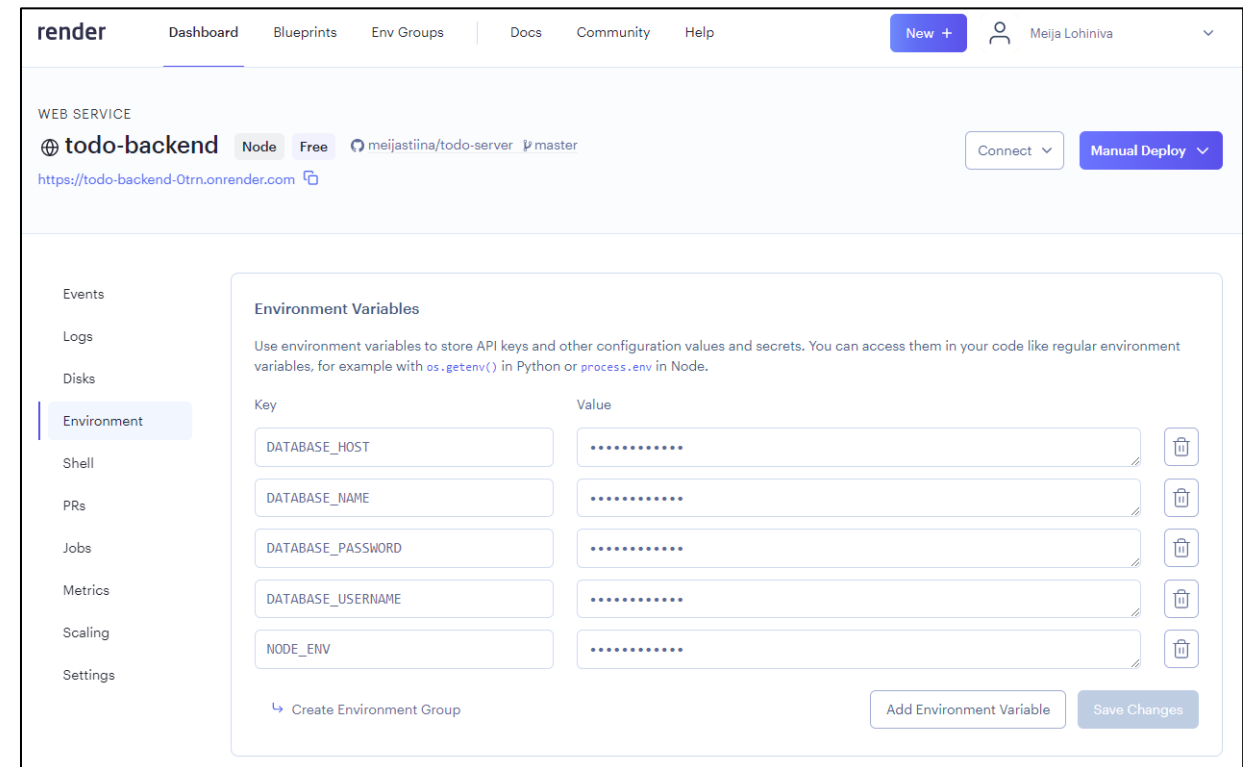 render Dashboard Blueprints Env Groups Docs Community Help New + Meija Lohiniva
WEB SERVICE
todo-backend Node Free meijastiina/todo-server master
Connect Manual Deploy
https://todo-backend-0trn.onrender.com
Events
Logs
Disks
Environment
Shell
PRs
Jobs
Metrics
Scaling
Settings
Environment Variables
Use environment variables to store API keys and other configuration values and secrets. You can access them in your code like regular environment
variables, for example with os.getenv() in Python or process.env in Node.
Key Value
DATABASE_HOST ••••••••••••
DATABASE_NAME ••••••••••••
DATABASE_PASSWORD ••••••••••••
DATABASE_USERNAME ••••••••••••
NODE_ENV ••••••••••••
Create Environment Group Add Environment Variable Save Changes